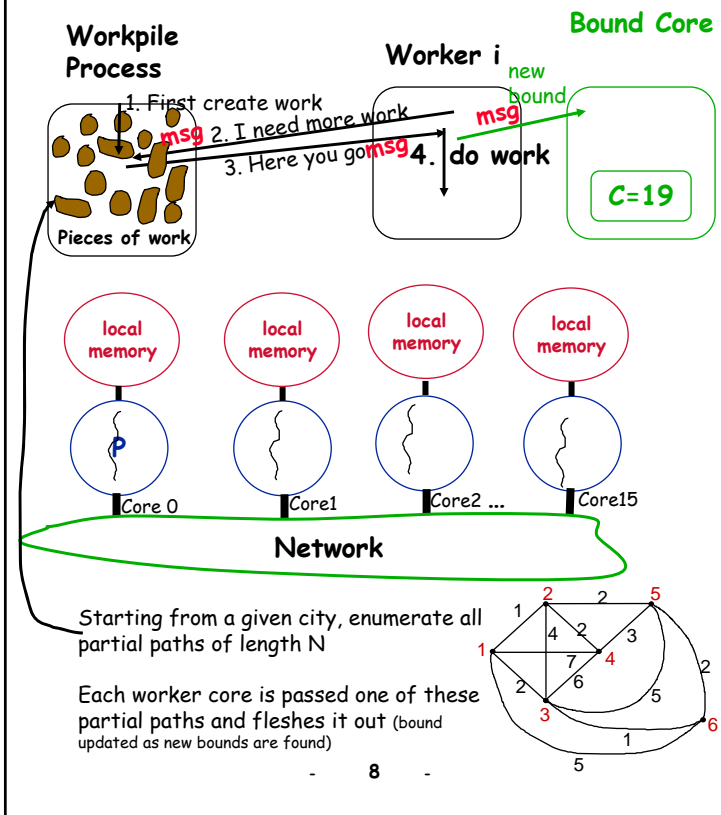 Bound Core
Workpile
Process
Worker i
new
bound
1. First create work
msg 2. I need more work
msg
3. Here you go msg
4. do work
C=19
Pieces of work
local
memory
local
memory
local
memory
local
memory
P
Core 0
Core1
Core2 ...
Core15
Network
Starting from a given city, enumerate all
partial paths of length N
Each worker core is passed one of these
partial paths and fleshes it out (bound
updated as new bounds are found)
2
2
5
1
4
2
3
1
7
4
2
6
5
2
3
6
1
5
- 8 -